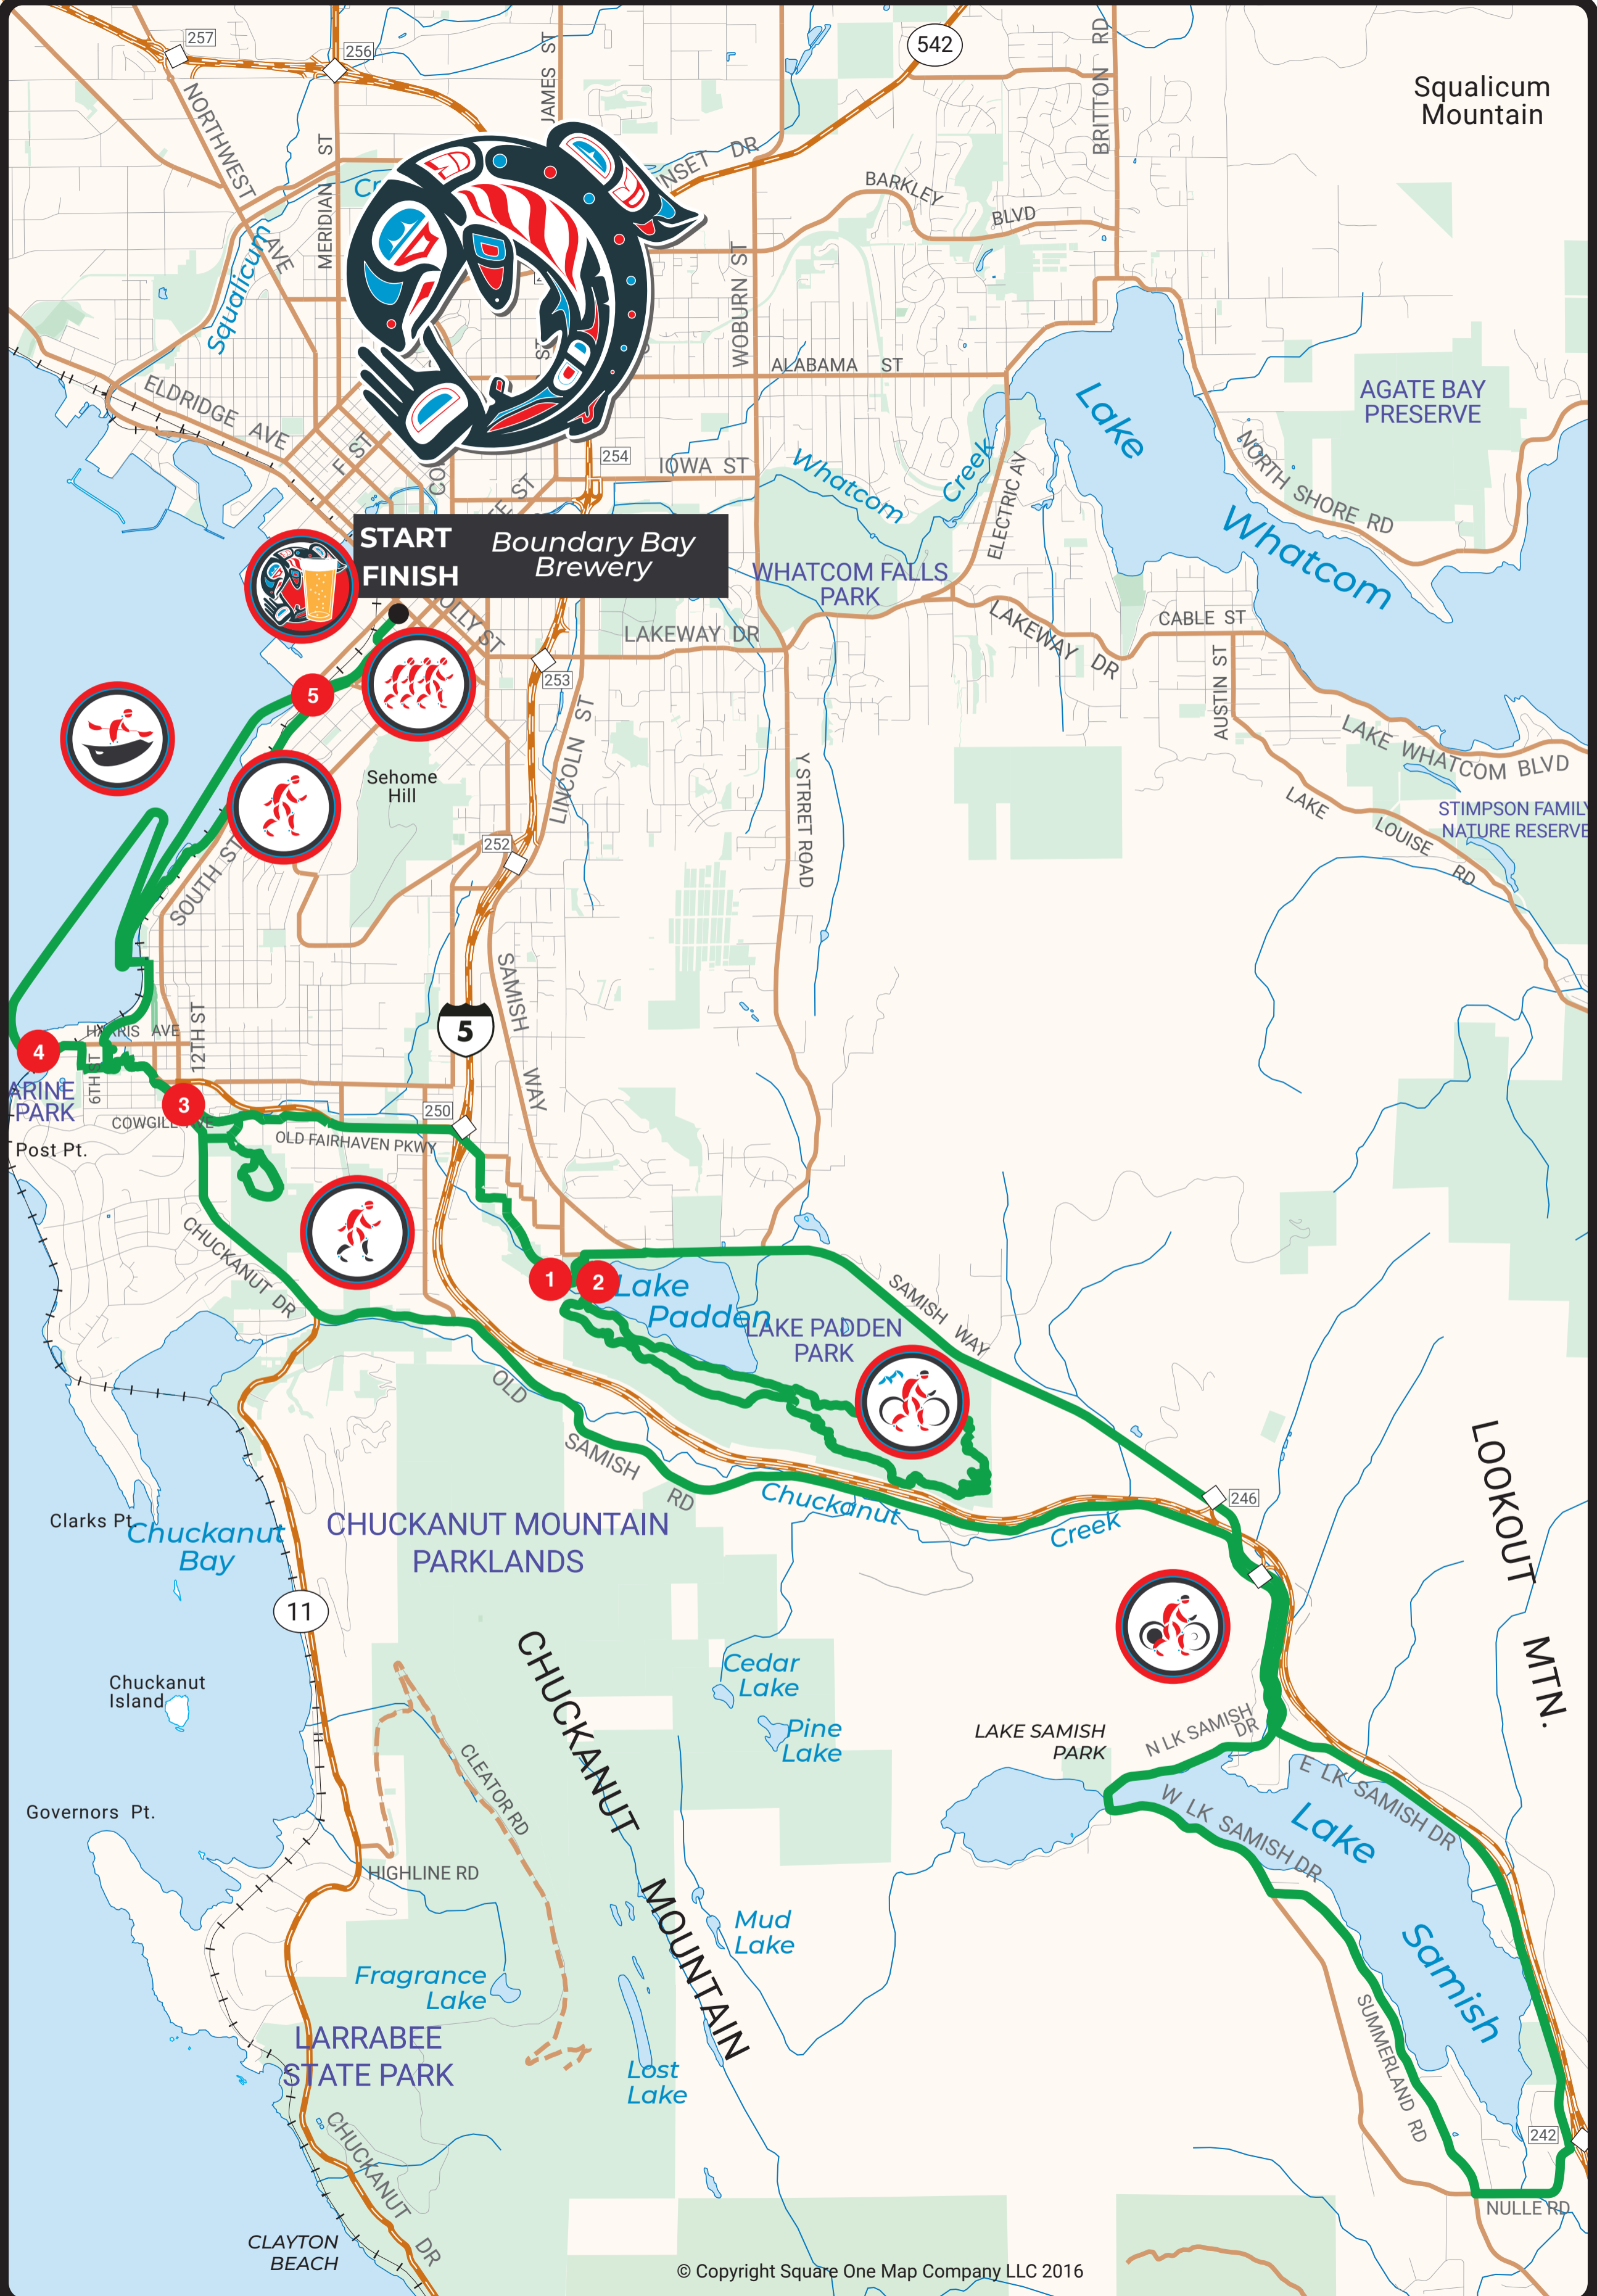 257
256
JAMES ST
542
BRITTON RD
Squalicum
Mountain
NORTHWEST
AVE
MERIDIAN ST
NSET DR
BARKLEY
BLVD
Squalicum
WOBURN ST
ALABAMA ST
Lake
AGATE BAY
PRESERVE
ELDRIDGE AVE
F ST
ST
254
IOWA ST
Whatcom
Creek
ELECTRIC AV
NORTH SHORE RD
Whatcom
START
FINISH
Boundary Bay
Brewery
WHATCOM FALLS
PARK
OLLY ST
LAKEWAY DR
LAKEWAY DR
CABLE ST
AUSTIN ST
253
5
LINCOLN ST
LAKE WHATCOM BLVD
Sehome
Hill
Y STRRET ROAD
LAKE LOUISE RD
STIMPSON FAMILY
NATURE RESERVE
252
SOUTH ST
SAMISH WAY
5
HARRIS AVE
12TH ST
4
6TH ST
ARINE
PARK
3
250
COWGILL AVE
OLD FAIRHAVEN PKWY
Post Pt.
CHUCKANUT DR
1
2
Lake
Padden
SAMISH WAY
LAKE PADDEN
PARK
OLD SAMISH RD
Chuckanut
Creek
246
LOOKOUT
MTN.
Clarks Pt.
Chuckanut
Bay
CHUCKANUT MOUNTAIN
PARKLANDS
11
CHUCKANUT
MOUNTAIN
Cedar
Lake
Chuckanut
Island
Pine
Lake
LAKE SAMISH
PARK
N LK SAMISH
DR
E LK SAMISH DR
W LK SAMISH DR
Lake
Samish
CLEATOR RD
Governors Pt.
HIGHLINE RD
Mud
Lake
Fragrance
Lake
LARRABEE
STATE PARK
Lost
Lake
SUMMERLAND RD
242
NULLE RD
CHUCKANUT DR
CLAYTON
BEACH
© Copyright Square One Map Company LLC 2016